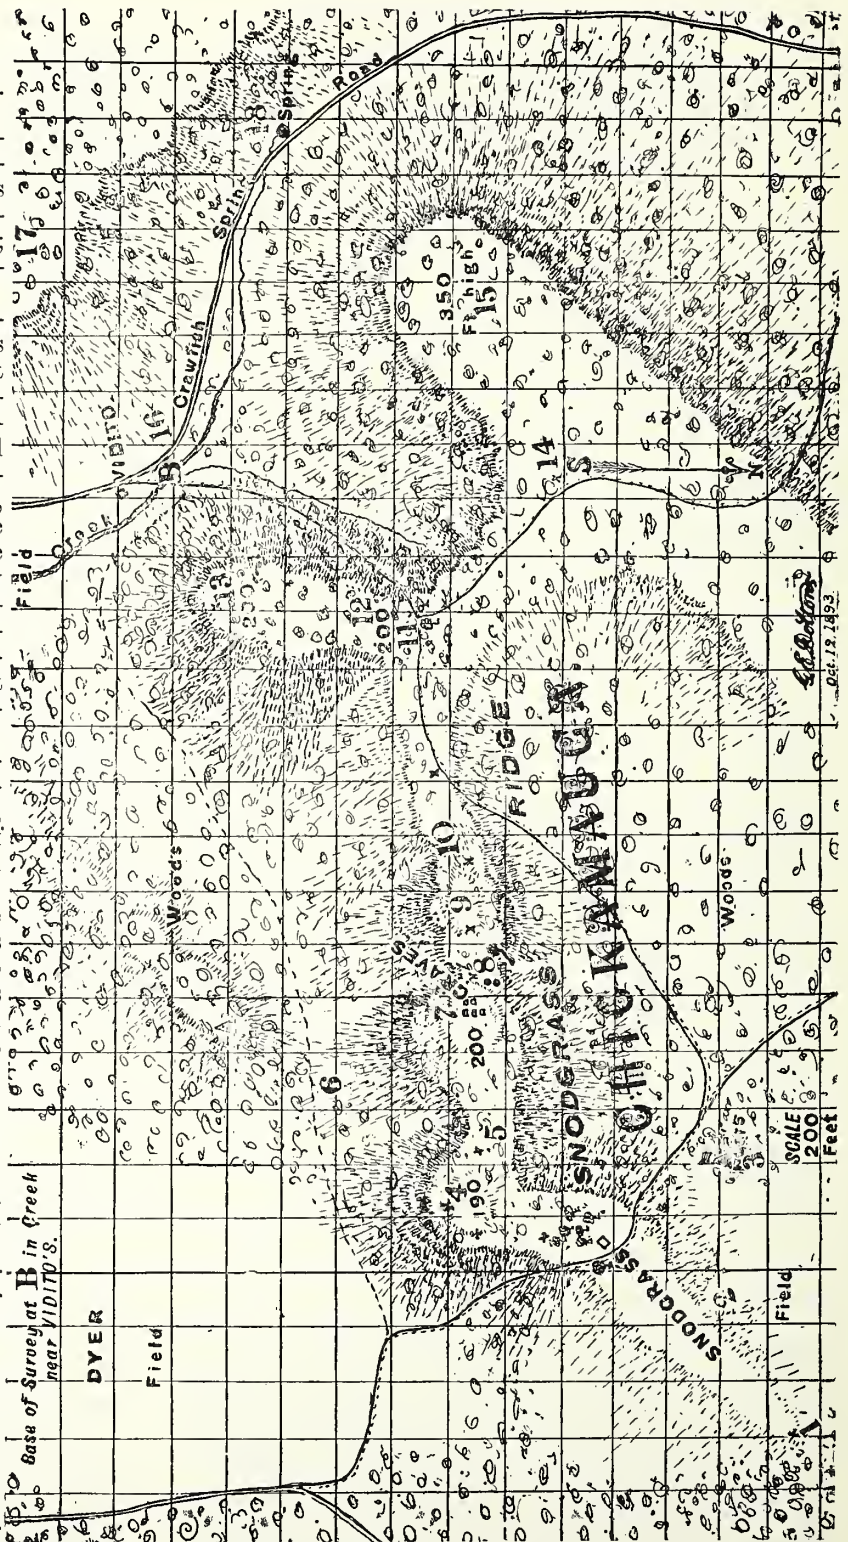 Base of Survey at B in Creek
near VIDITO'S.
DYER
Field
Field
Creek
VIDITO
B
16
17
Crawfish
Spring
Road
Spring
18
13
200
12
200
11
350
Ft high
15
14
S
N
Woods
10
9
8
7
200
6
5
4
190
RIDGE
SNODGRASS
CHICKAMAUGA
Woods
SNODGRASS
Field
1
SCALE
200
Feet
Oct. 12. 1893.